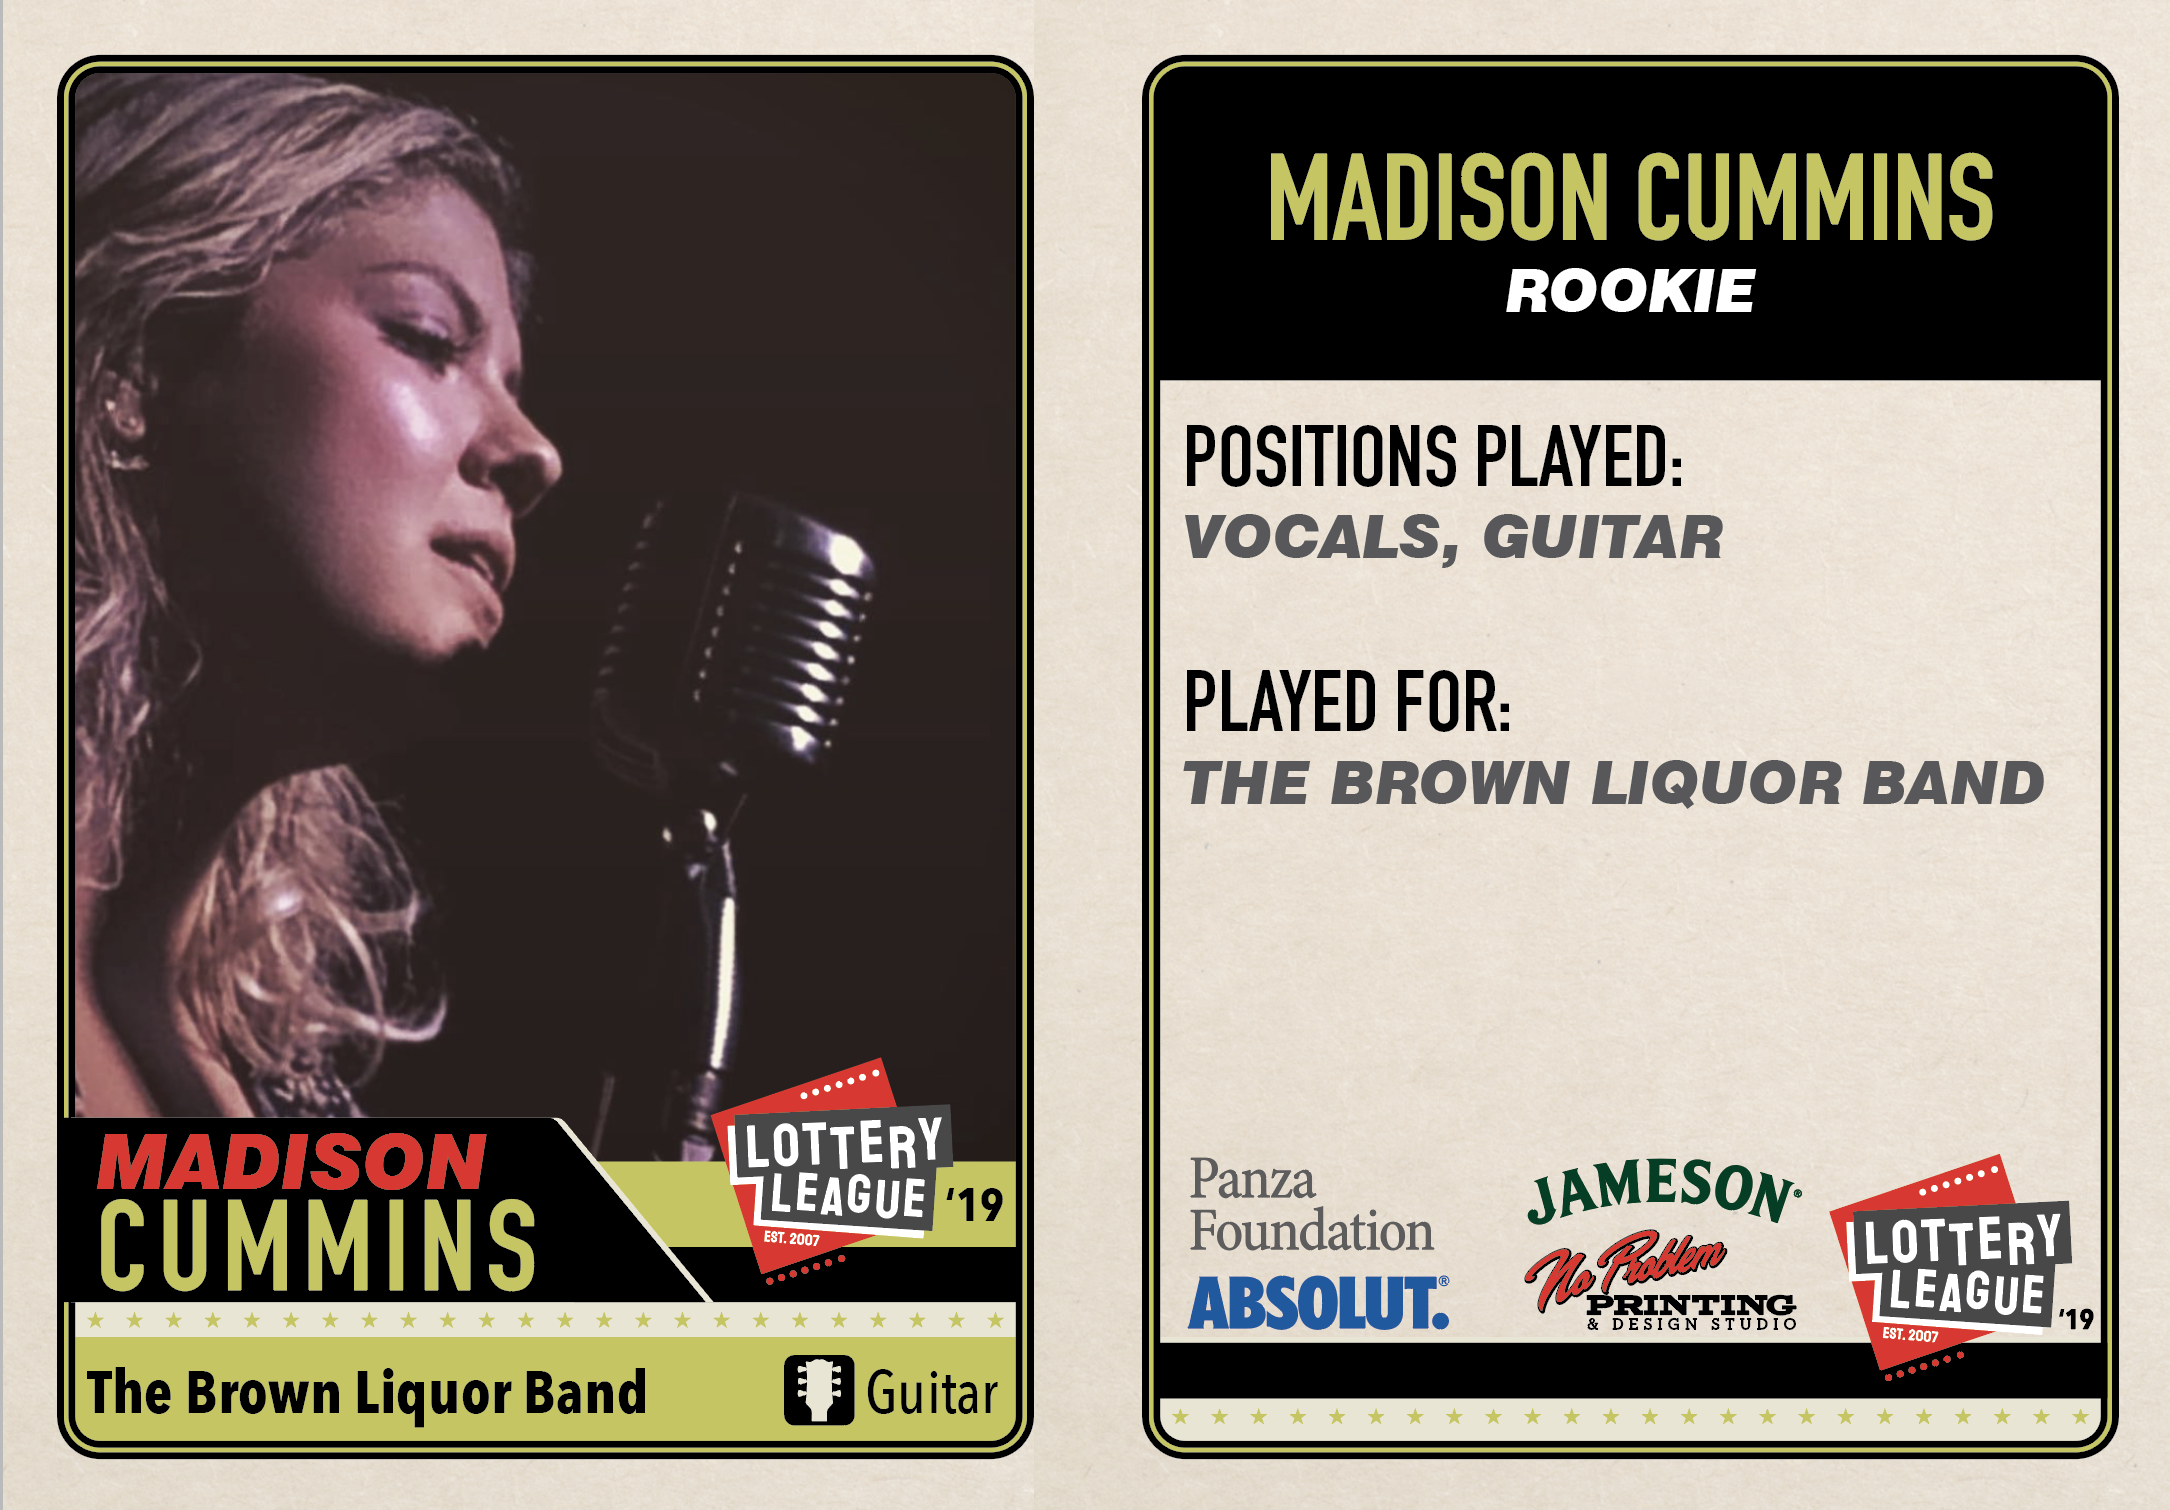 MADISON
CUMMINS
LOTTERY
LEAGUE
EST. 2007
'19
The Brown Liquor Band
Guitar
MADISON CUMMINS
ROOKIE
POSITIONS PLAYED:
VOCALS, GUITAR
PLAYED FOR:
THE BROWN LIQUOR BAND
Panza
Foundation
ABSOLUT.®
JAMESON®
No Problem
PRINTING
& DESIGN STUDIO
LOTTERY
LEAGUE
EST. 2007
'19